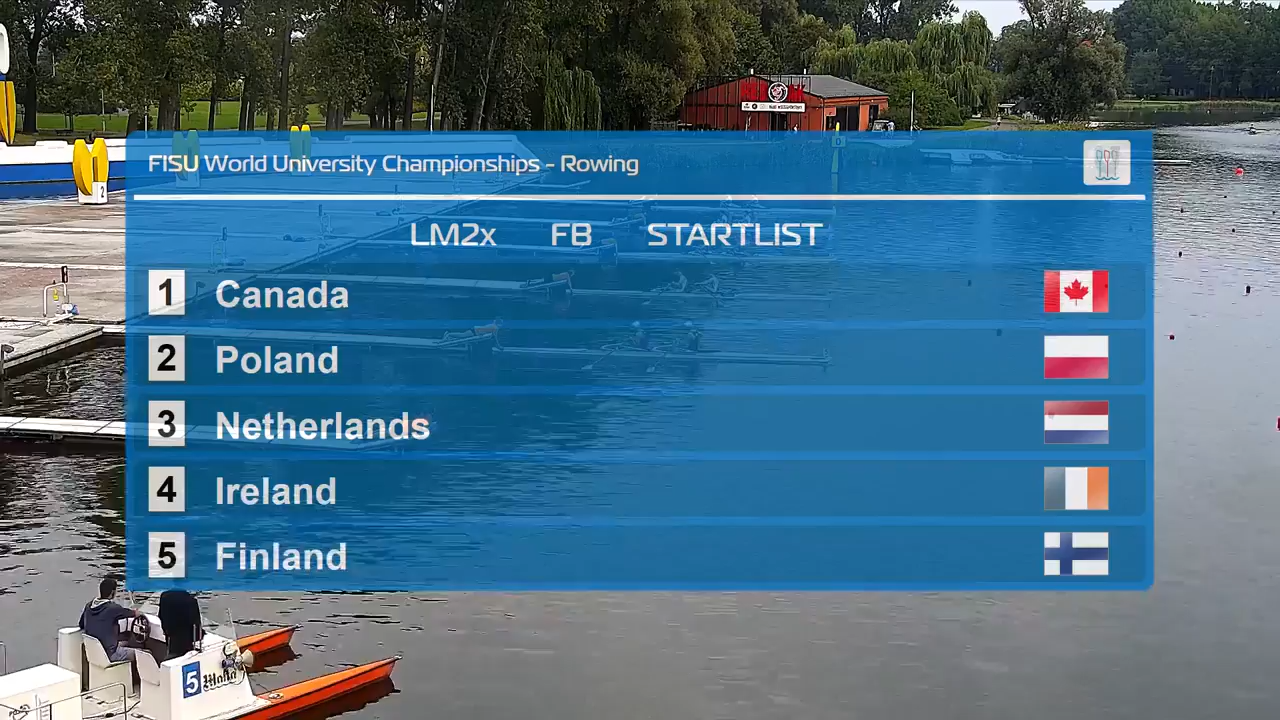 FISU World University Championships - Rowing
LM2x FB STARTLIST
1 Canada
2 Poland
3 Netherlands
4 Ireland
5 Finland
2
5